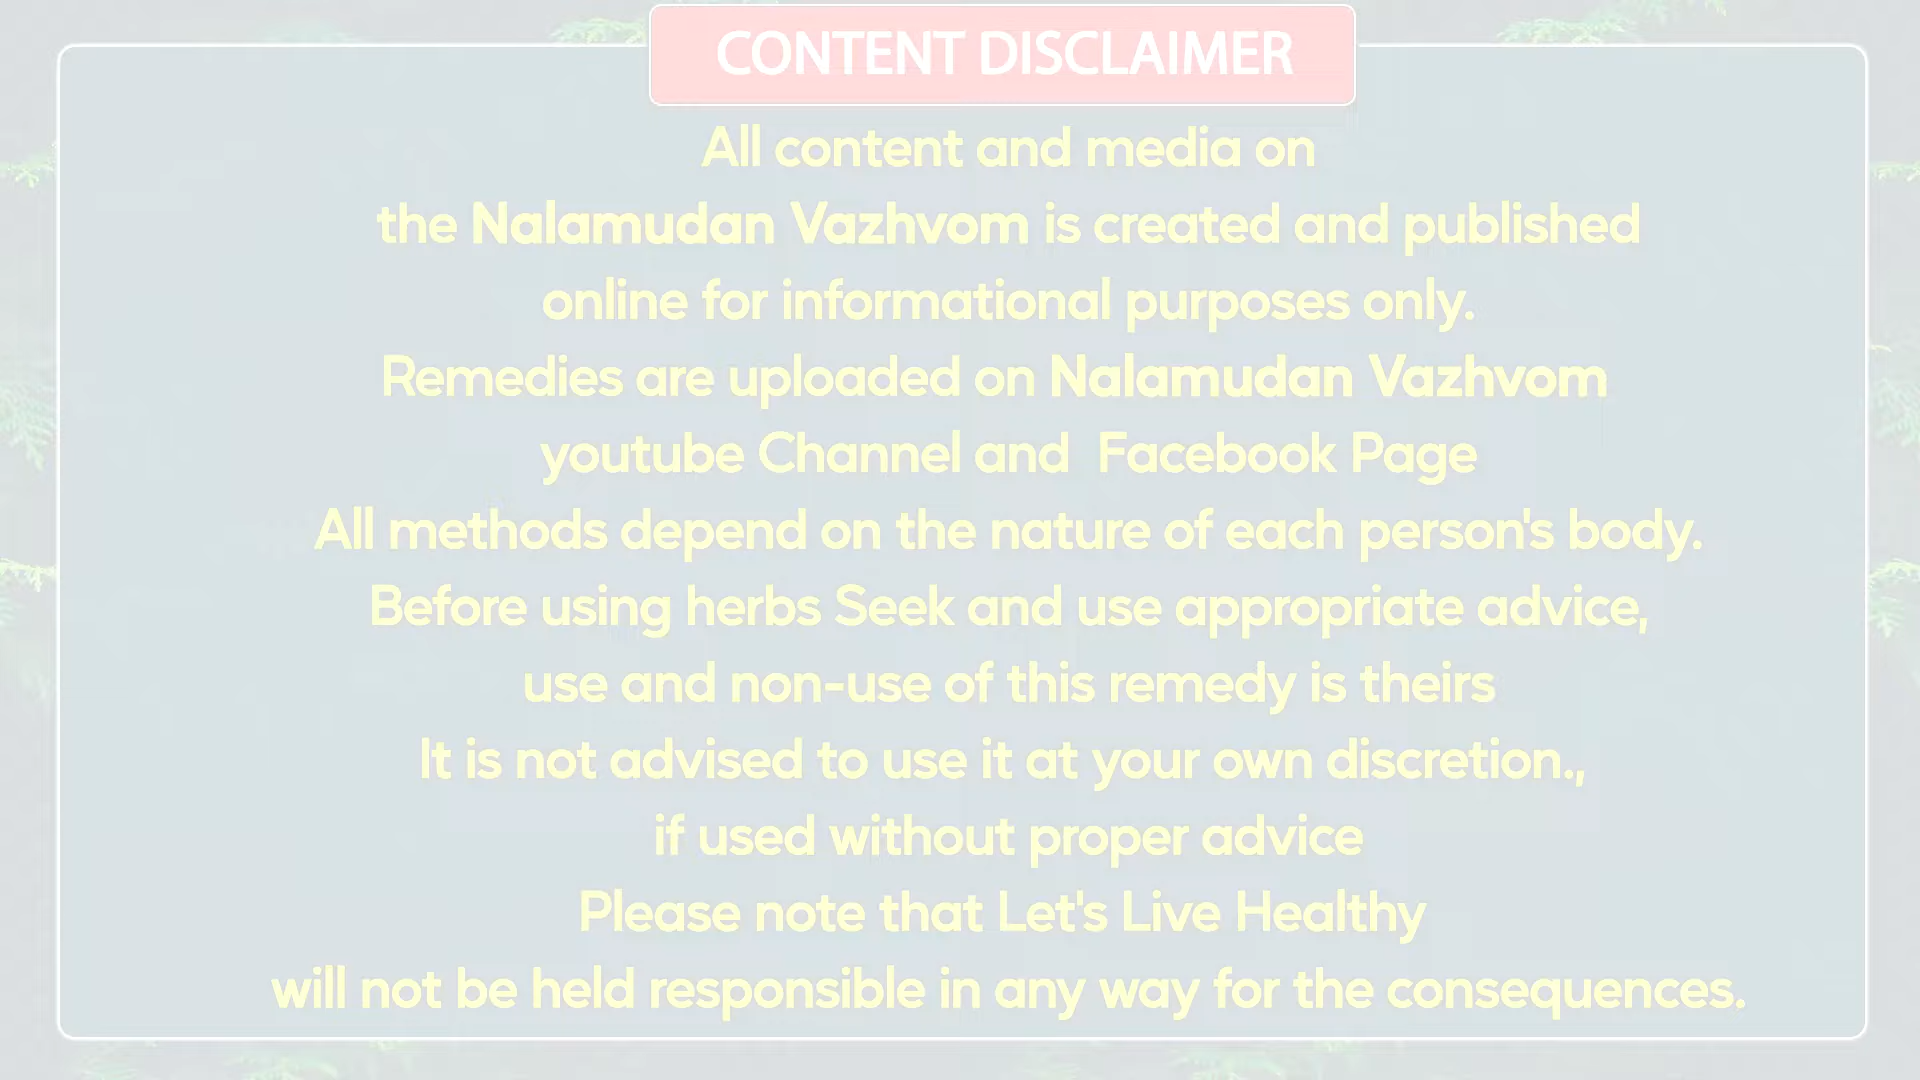 CONTENT DISCLAIMER
All content and media on
the Nalamudan Vazhvom is created and published
online for informational purposes only.
Remedies are uploaded on Nalamudan Vazhvom
youtube Channel and  Facebook Page
All methods depend on the nature of each person's body.
Before using herbs Seek and use appropriate advice,
use and non-use of this remedy is theirs
It is not advised to use it at your own discretion.,
if used without proper advice
Please note that Let's Live Healthy
will not be held responsible in any way for the consequences.